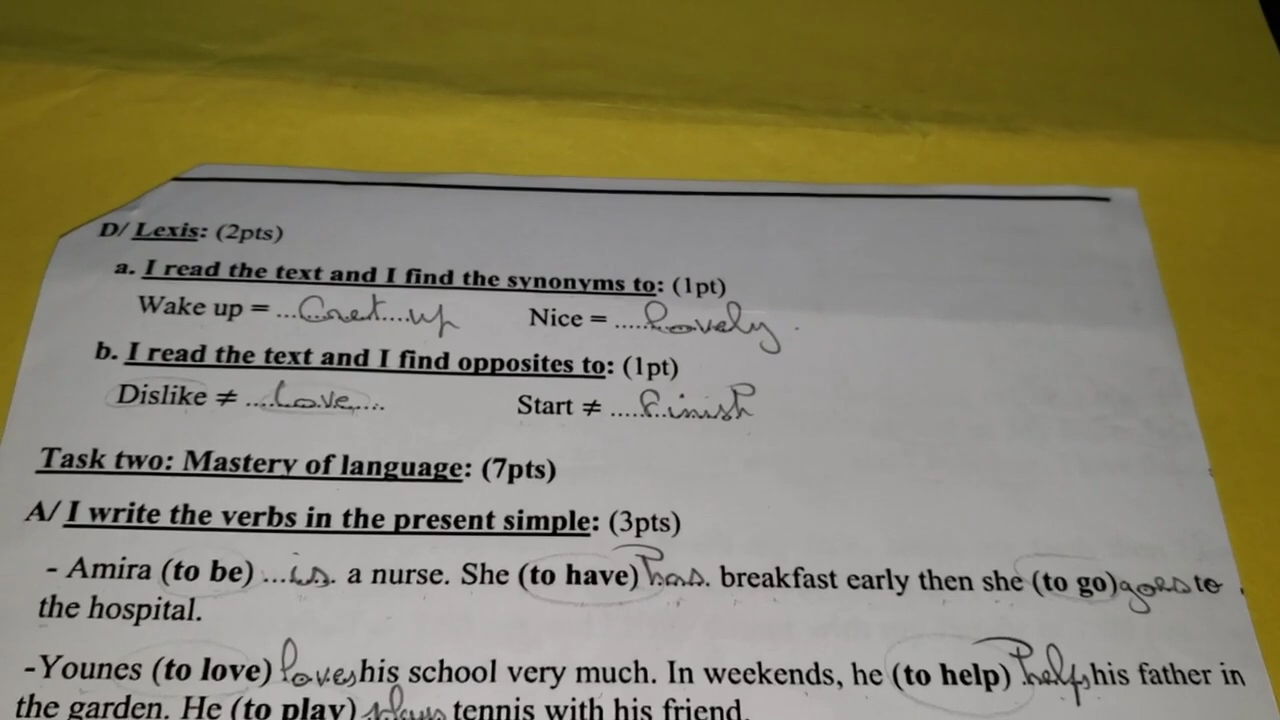 D/ Lexis: (2pts)
a. I read the text and I find the synonyms to: (1pt)
Wake up = ...Get....up Nice = .....Lovely.
b. I read the text and I find opposites to: (1pt)
Dislike ≠ ....Love.... Start ≠ .....Finish
Task two: Mastery of language: (7pts)
A/ I write the verbs in the present simple: (3pts)
- Amira (to be) ...is. a nurse. She (to have) has. breakfast early then she (to go) goes to
the hospital.
-Younes (to love) loves his school very much. In weekends, he (to help) helps his father in
the garden. He (to play) plays tennis with his friend.